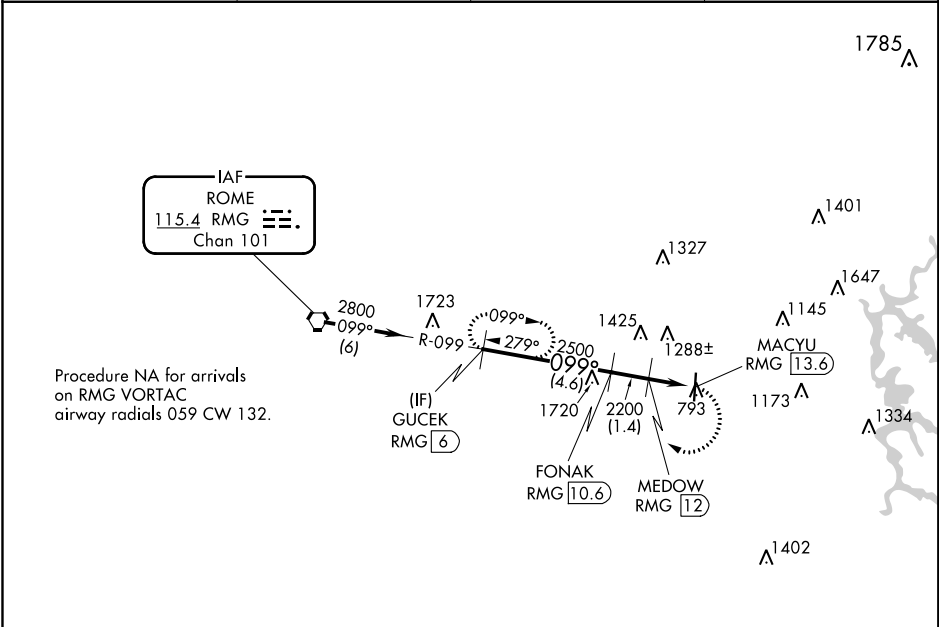 1785
IAF
ROME
115.4 RMG
Chan 101
1401
1327
1647
2800
099°
(6)
1723
R-099
099°
279°
1425
1145
2500
099°
(4.6)
1288±
MACYU
RMG 13.6
Procedure NA for arrivals
on RMG VORTAC
airway radials 059 CW 132.
(IF)
GUCEK
RMG 6
1720
2200
(1.4)
793
1173
1334
FONAK
RMG 10.6
MEDOW
RMG 12
1402